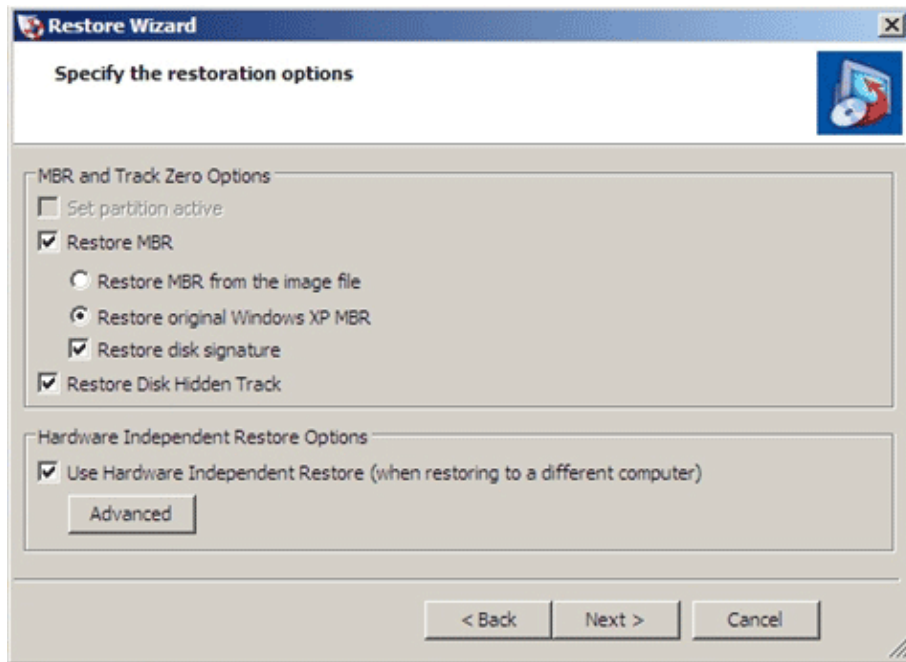 Restore Wizard
Specify the restoration options
MBR and Track Zero Options
Set partition active
Restore MBR
Restore MBR from the image file
Restore original Windows XP MBR
Restore disk signature
Restore Disk Hidden Track
Hardware Independent Restore Options
Use Hardware Independent Restore (when restoring to a different computer)
Advanced
< Back Next > Cancel